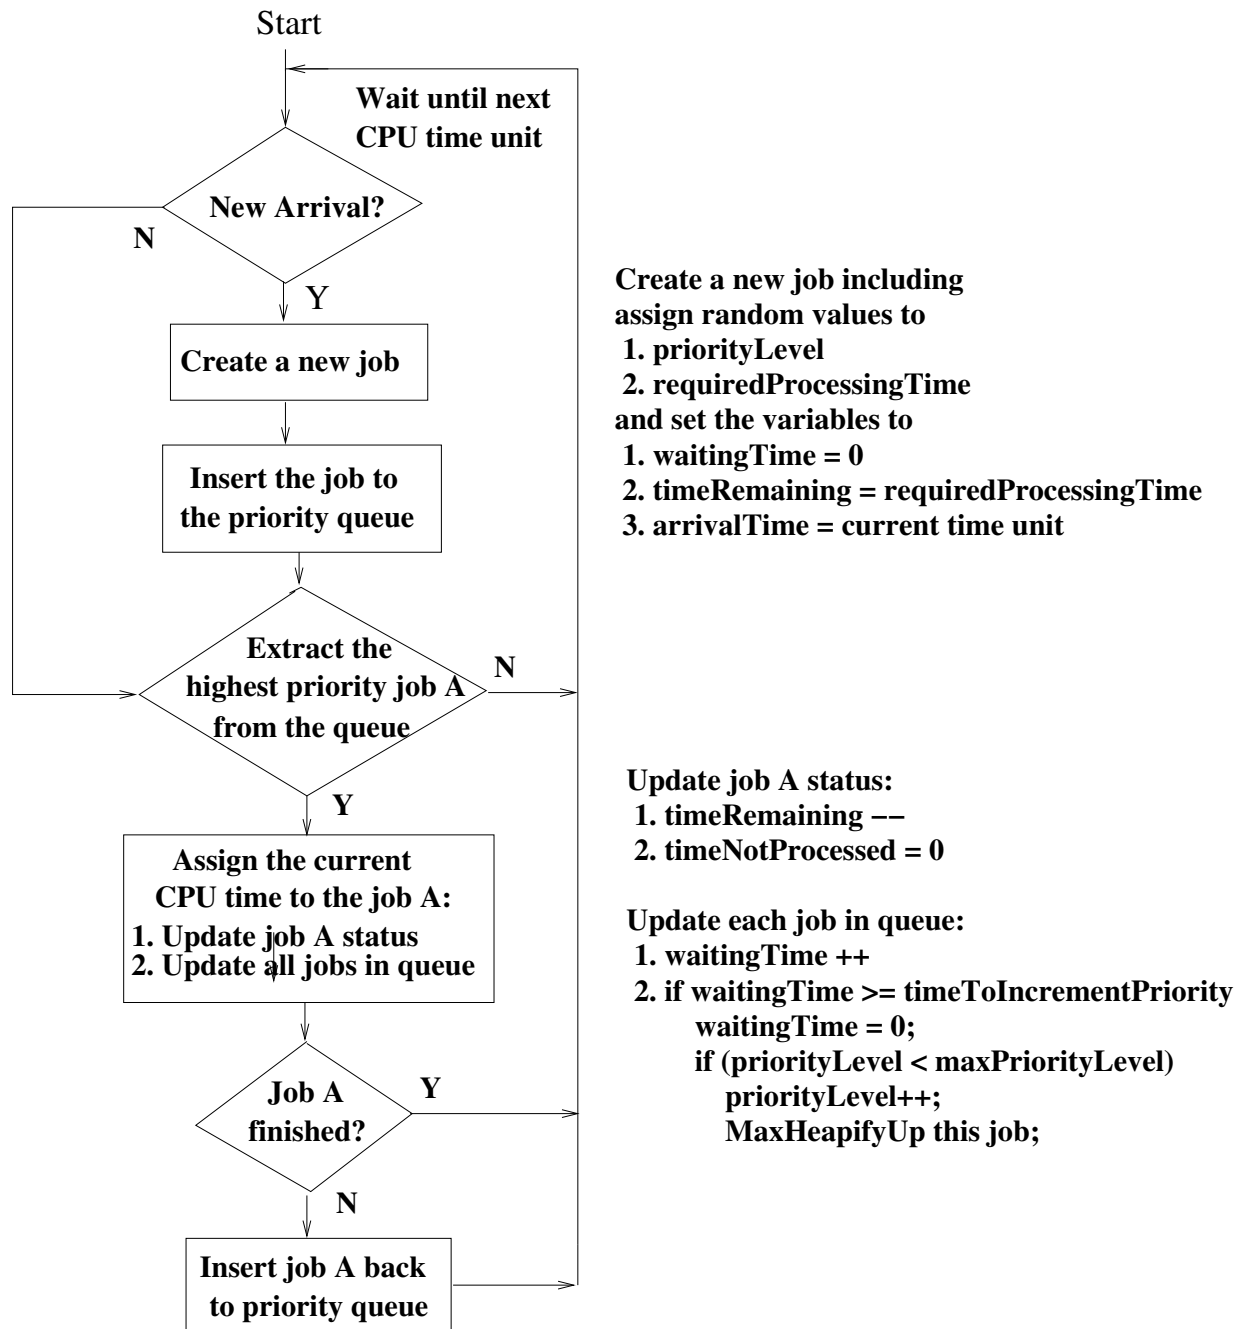 Start
Wait until next
CPU time unit
New Arrival?
N
Y
Create a new job
Insert the job to
the priority queue
Extract the
highest priority job A
from the queue
N
Y
Assign the current
CPU time to the job A:
1. Update job A status
2. Update all jobs in queue
Job A
finished?
Y
N
Insert job A back
to priority queue
Create a new job including
assign random values to
1. priorityLevel
2. requiredProcessingTime
and set the variables to
1. waitingTime = 0
2. timeRemaining = requiredProcessingTime
3. arrivalTime = current time unit
Update job A status:
1. timeRemaining −−
2. timeNotProcessed = 0
Update each job in queue:
1. waitingTime ++
2. if waitingTime >= timeToIncrementPriority
waitingTime = 0;
if (priorityLevel < maxPriorityLevel)
priorityLevel++;
MaxHeapifyUp this job;